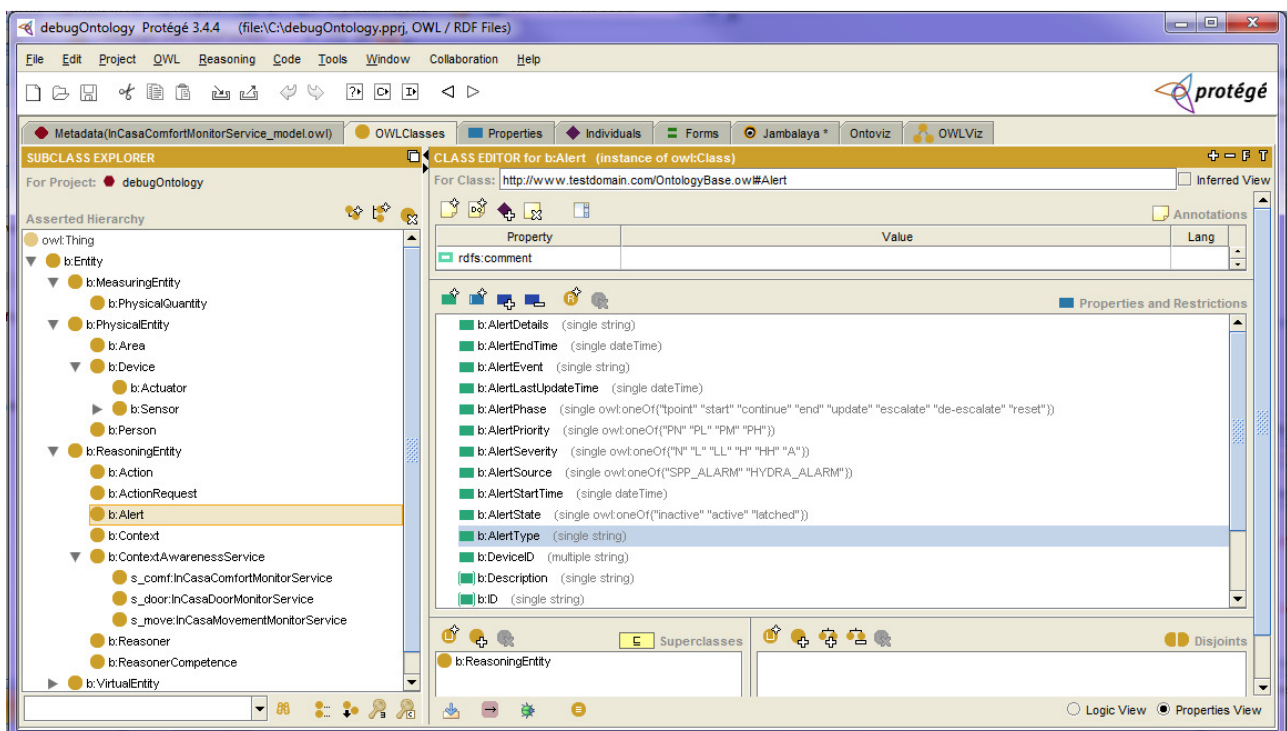 debugOntology Protégé 3.4.4 (file:\C:\debugOntology.pprj, OWL / RDF Files)
File Edit Project OWL Reasoning Code Tools Window Collaboration Help
protégé
Metadata(InCasaComfortMonitorService_model.owl) OWLClasses Properties Individuals Forms Jambalaya * Ontoviz OWLViz
SUBCLASS EXPLORER
For Project: debugOntology
Asserted Hierarchy
owl:Thing
b:Entity
b:MeasuringEntity
b:PhysicalQuantity
b:PhysicalEntity
b:Area
b:Device
b:Actuator
b:Sensor
b:Person
b:ReasoningEntity
b:Action
b:ActionRequest
b:Alert
b:Context
b:ContextAwarenessService
s_comf:InCasaComfortMonitorService
s_door:InCasaDoorMonitorService
s_move:InCasaMovementMonitorService
b:Reasoner
b:ReasonerCompetence
b:VirtualEntity
CLASS EDITOR for b:Alert (instance of owl:Class)
For Class: http://www.testdomain.com/OntologyBase.owl#Alert Inferred View
Annotations
Property Value Lang
rdfs:comment
Properties and Restrictions
b:AlertDetails (single string)
b:AlertEndTime (single dateTime)
b:AlertEvent (single string)
b:AlertLastUpdateTime (single dateTime)
b:AlertPhase (single owl:oneOf{"tpoint" "start" "continue" "end" "update" "escalate" "de-escalate" "reset"})
b:AlertPriority (single owl:oneOf{"PN" "PL" "PM" "PH"})
b:AlertSeverity (single owl:oneOf{"N" "L" "LL" "H" "HH" "A"})
b:AlertSource (single owl:oneOf{"SPP_ALARM" "HYDRA_ALARM"})
b:AlertStartTime (single dateTime)
b:AlertState (single owl:oneOf{"inactive" "active" "latched"})
b:AlertType (single string)
b:DeviceID (multiple string)
b:Description (single string)
b:ID (single string)
Superclasses
b:ReasoningEntity
Disjoints
Logic View Properties View